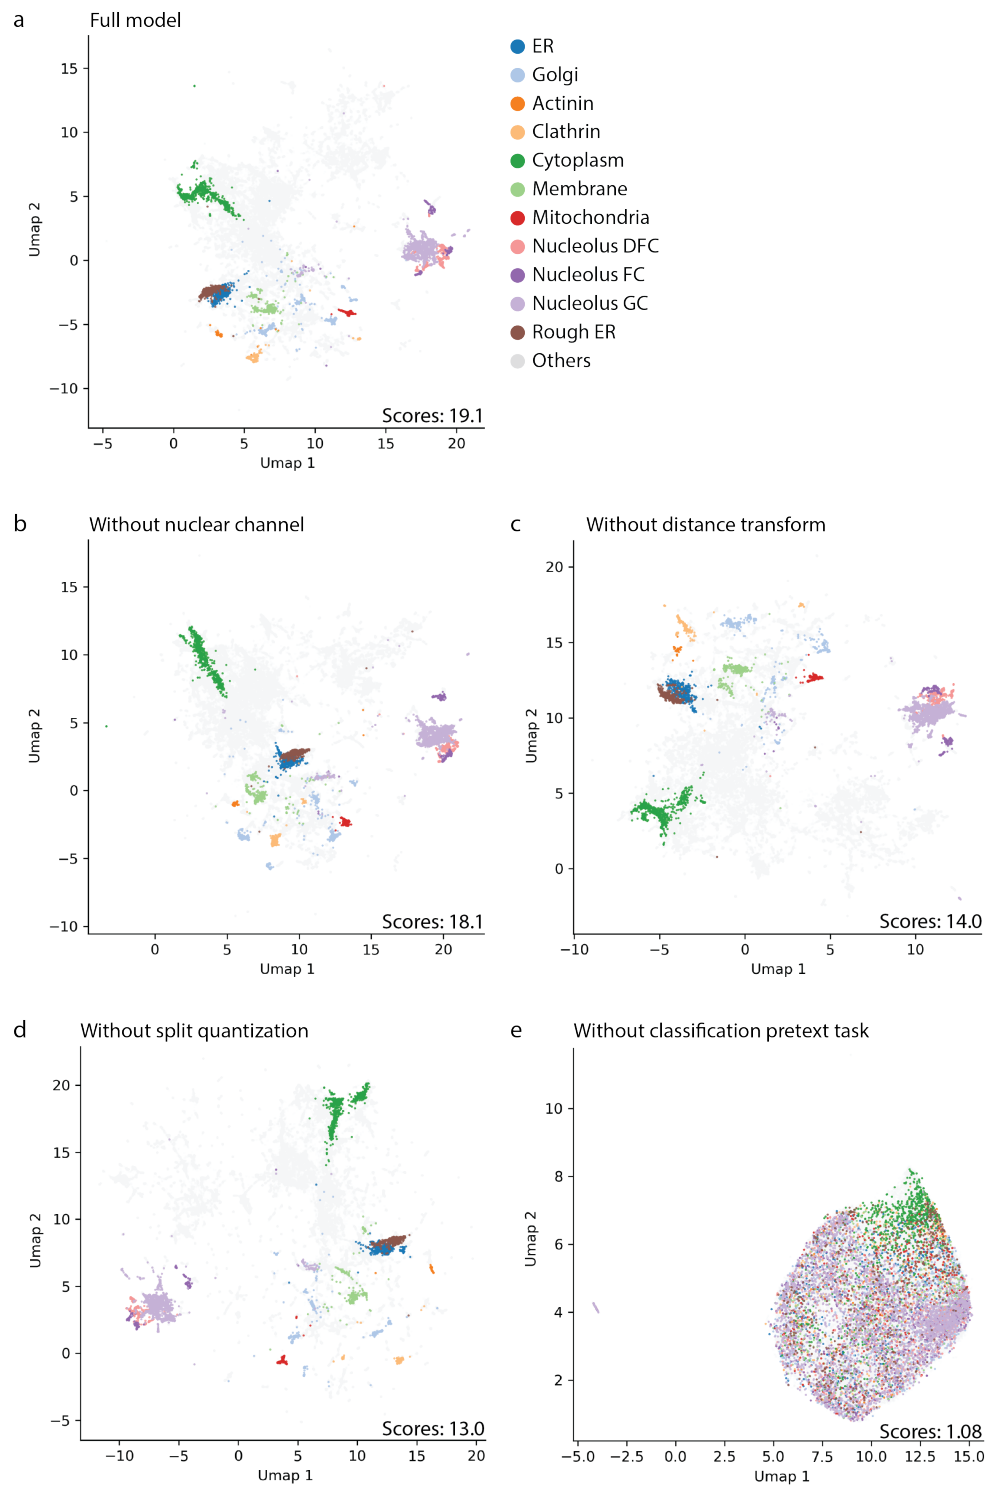 a
Full model
ER
Golgi
Actinin
Clathrin
Cytoplasm
Membrane
Mitochondria
Nucleolus DFC
Nucleolus FC
Nucleolus GC
Rough ER
Others
15
10
5
0
−5
−10
Umap 2
Scores: 19.1
−5 0 5 10 15 20
Umap 1
b
Without nuclear channel
15
10
5
0
−5
−10
Umap 2
Scores: 18.1
0 5 10 15 20
Umap 1
c
Without distance transform
20
15
10
5
0
Umap 2
Scores: 14.0
−10 −5 0 5 10
Umap 1
d
Without split quantization
20
15
10
5
0
−5
Umap 2
Scores: 13.0
−10 −5 0 5 10 15 20
Umap 1
e
Without classification pretext task
10
8
6
4
2
Umap 2
Scores: 1.08
−5.0 −2.5 0.0 2.5 5.0 7.5 10.0 12.5 15.0
Umap 1